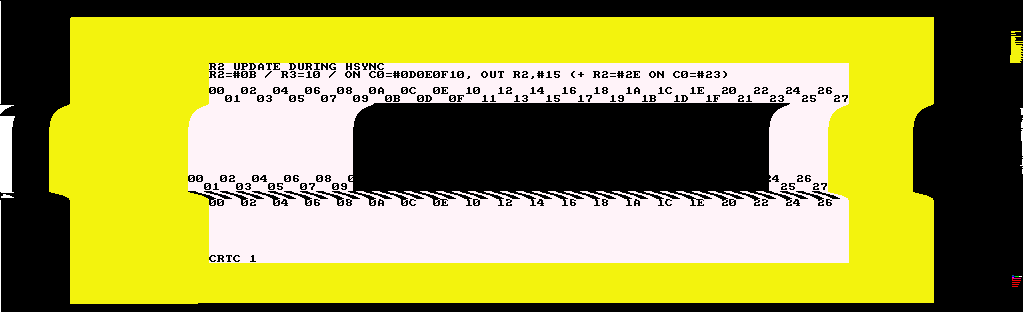 R2 UPDATE DURING HSYNC
R2=#0B / R3=10 / ON C0=#0D0E0F10, OUT R2,#15 (+ R2=#2E ON C0=#23)
00 02 04 06 08 0A 0C 0E 10 12 14 16 18 1A 1C 1E 20 22 24 26
01 03 05 07 09 0B 0D 0F 11 13 15 17 19 1B 1D 1F 21 23 25 27
00 02 04 06 08 24 26
01 03 05 07 09 25 27
00 02 04 06 08 0A 0C 0E 10 12 14 16 18 1A 1C 1E 20 22 24 26
CRTC 1